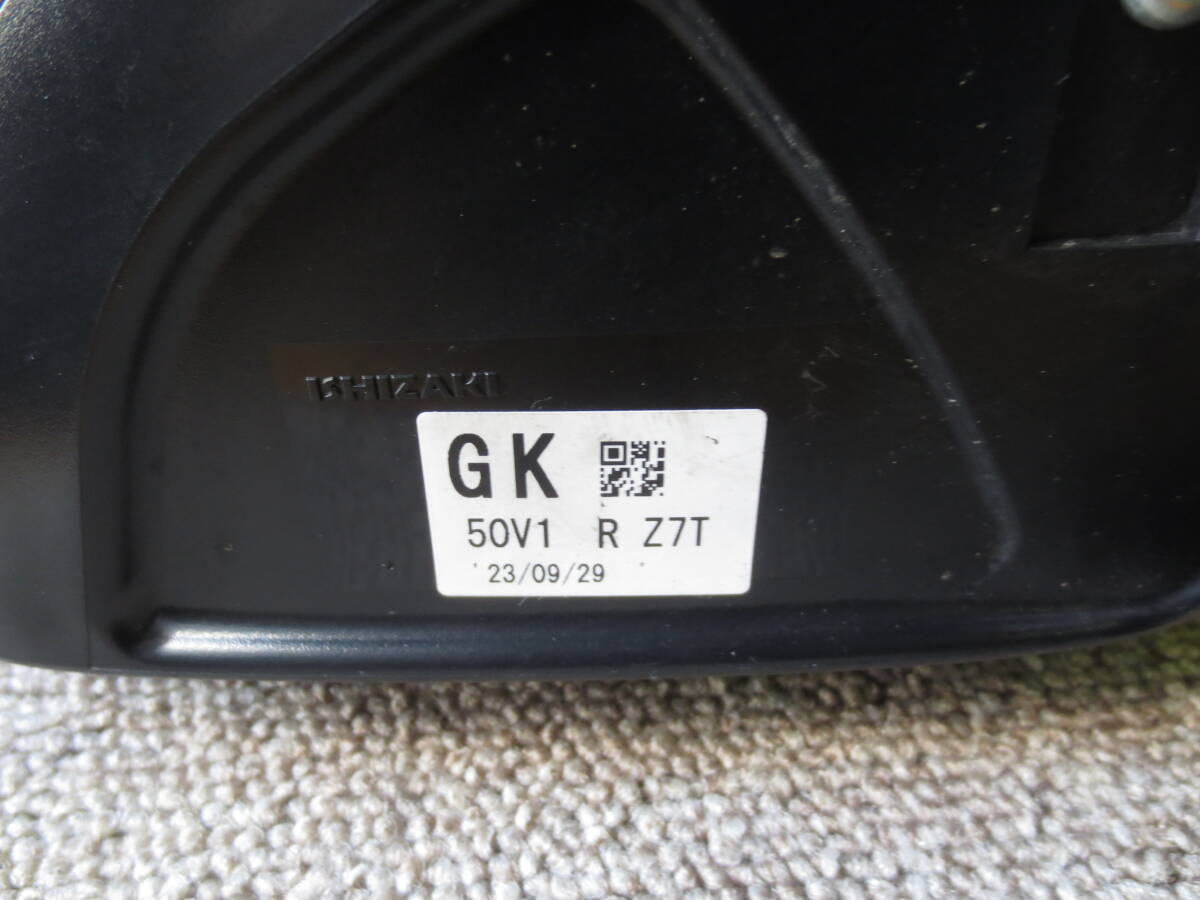 ISHIZAKI
GK
50V1 R Z7T
'23/09/29